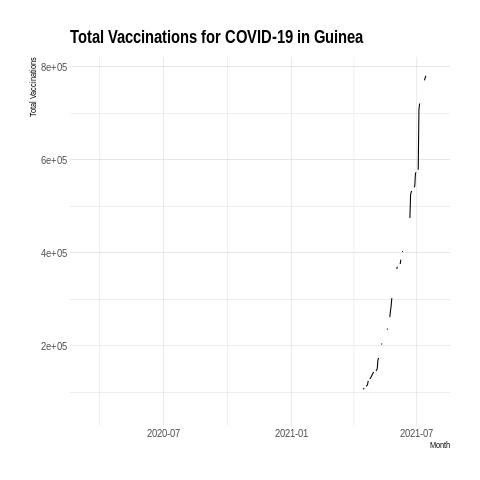 Total Vaccinations for COVID-19 in Guinea
Total Vaccinations
8e+05
6e+05
4e+05
2e+05
2020-07
2021-01
2021-07
Month